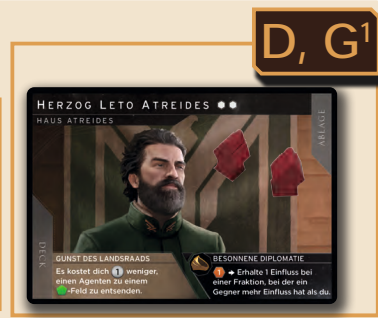 D, G¹
HERZOG LETO ATREIDES
HAUS ATREIDES
ABLAGE
DECK
GUNST DES LANDSRAADS
Es kostet dich 1 weniger,
einen Agenten zu einem
-Feld zu entsenden.
BESONNENE DIPLOMATIE
1 → Erhalte 1 Einfluss bei
einer Fraktion, bei der ein
Gegner mehr Einfluss hat als du.